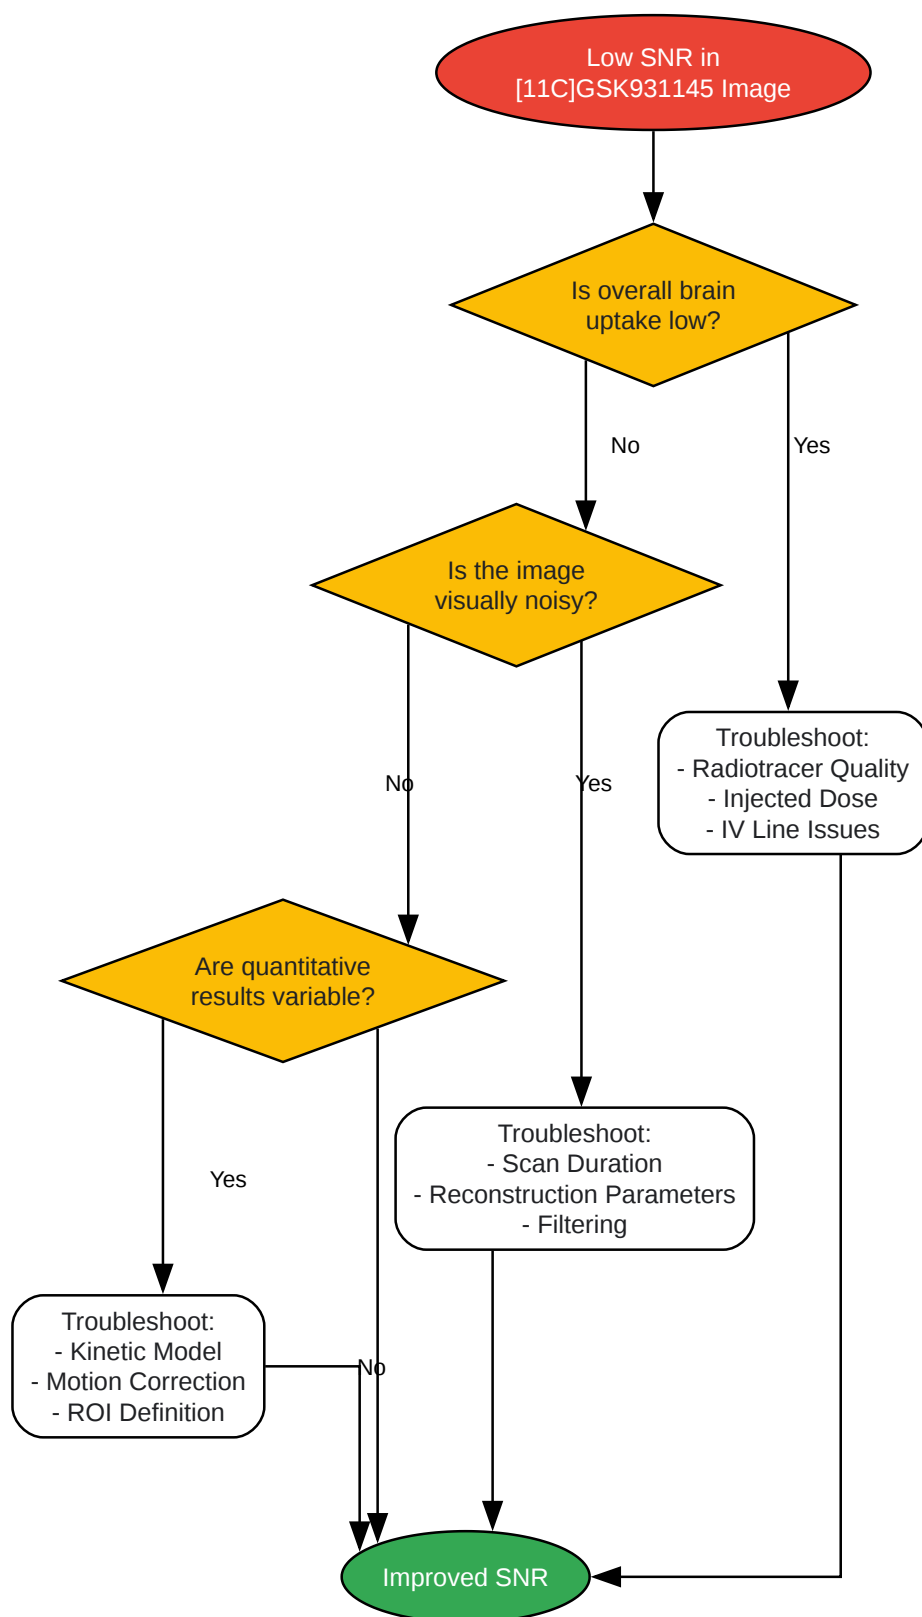 Low SNR in
[11C]GSK931145 Image
Is overall brain
uptake low?
No
Yes
Is the image
visually noisy?
Troubleshoot:
- Radiotracer Quality
- Injected Dose
- IV Line Issues
No
Yes
Are quantitative
results variable?
Troubleshoot:
- Scan Duration
- Reconstruction Parameters
- Filtering
Yes
Troubleshoot:
- Kinetic Model
- Motion Correction
- ROI Definition
No
Improved SNR